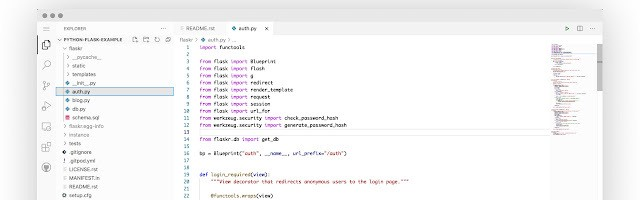 EXPLORER
PYTHON-FLASK-EXAMPLE
flaskr
__pycache__
static
templates
__init__.py
auth.py
blog.py
db.py
schema.sql
flaskr.egg-info
instance
tests
.gitignore
.gitpod.yml
LICENSE.rst
MANIFEST.in
README.rst
setup.cfg
README.rst
auth.py
flaskr > auth.py > ...
1 import functools
2
3 from flask import Blueprint
4 from flask import flash
5 from flask import g
6 from flask import redirect
7 from flask import render_template
8 from flask import request
9 from flask import session
10 from flask import url_for
11 from werkzeug.security import check_password_hash
12 from werkzeug.security import generate_password_hash
13
14 from flaskr.db import get_db
15
16 bp = Blueprint("auth", __name__, url_prefix="/auth")
17
18
19 def login_required(view):
20 """View decorator that redirects anonymous users to the login page."""
21
22 @functools.wraps(view)